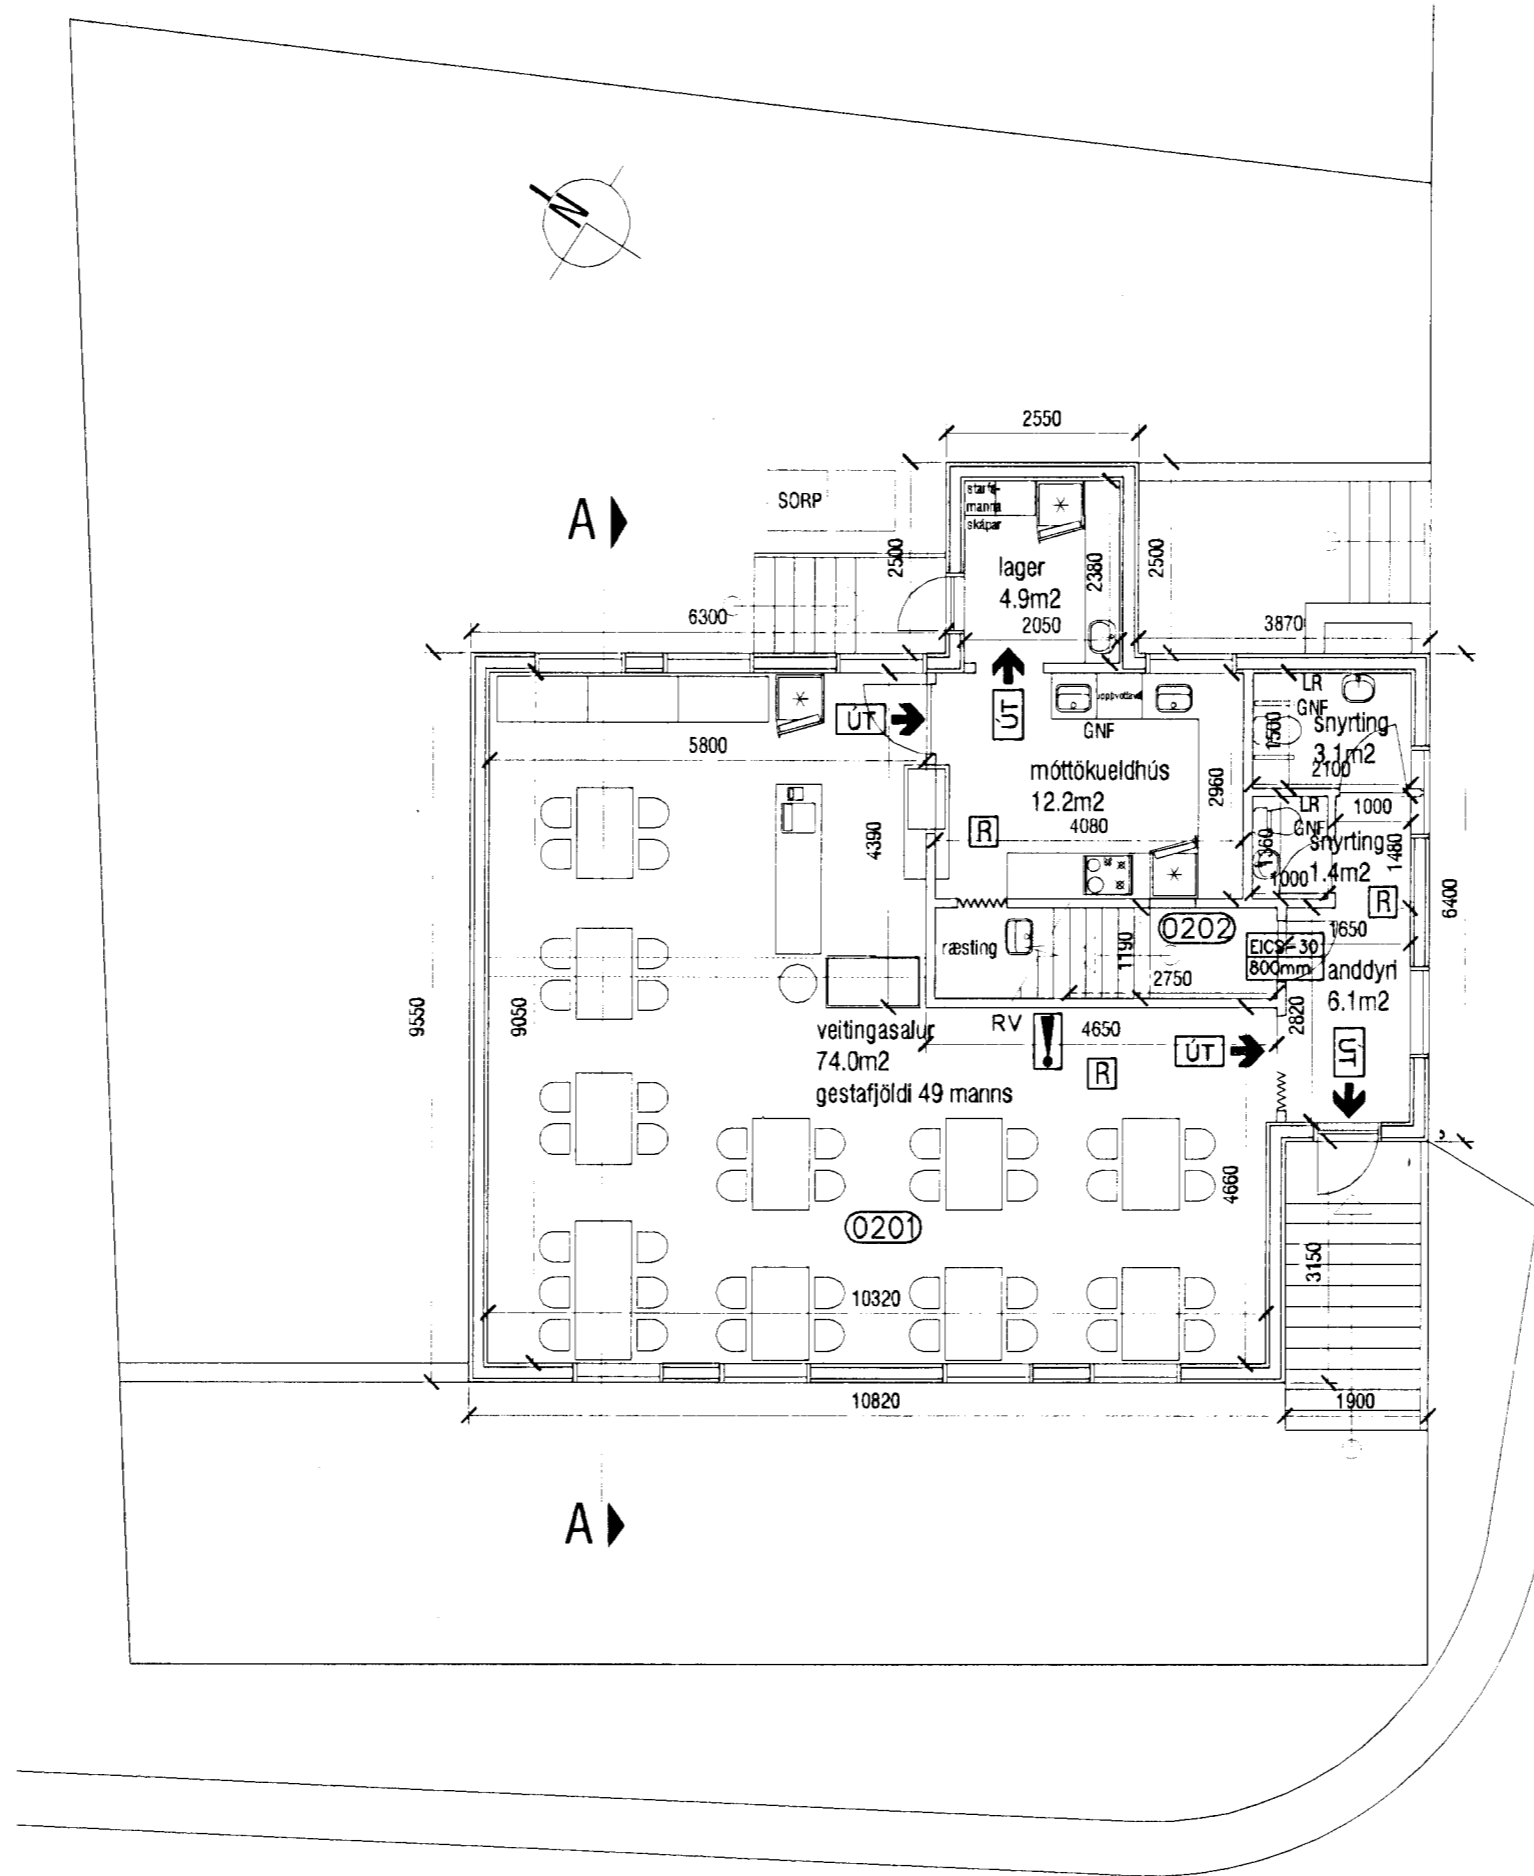 N
2550
A
SORP
starfs-
manna
skápar
2500
lager
4.9m2
2380
2500
6300
2050
3870
ÚT
ÚT
uppvottav
GNF
LR
GNF
snyrting
3.1m2
1500
2100
5800
móttökueldhús
12.2m2
2960
4390
R
4080
1000
LR
GNF
snyrting
1.4m2
1360
1480
1000
R
6400
ræsting
1190
0202
2750
1650
EICS-30
800mm
anddyri
6.1m2
2820
9550
9050
veitingasalur
74.0m2
gestafjöldi 49 manns
RV
4650
R
ÚT
ÚT
4660
0201
3150
10320
10820
1900
A